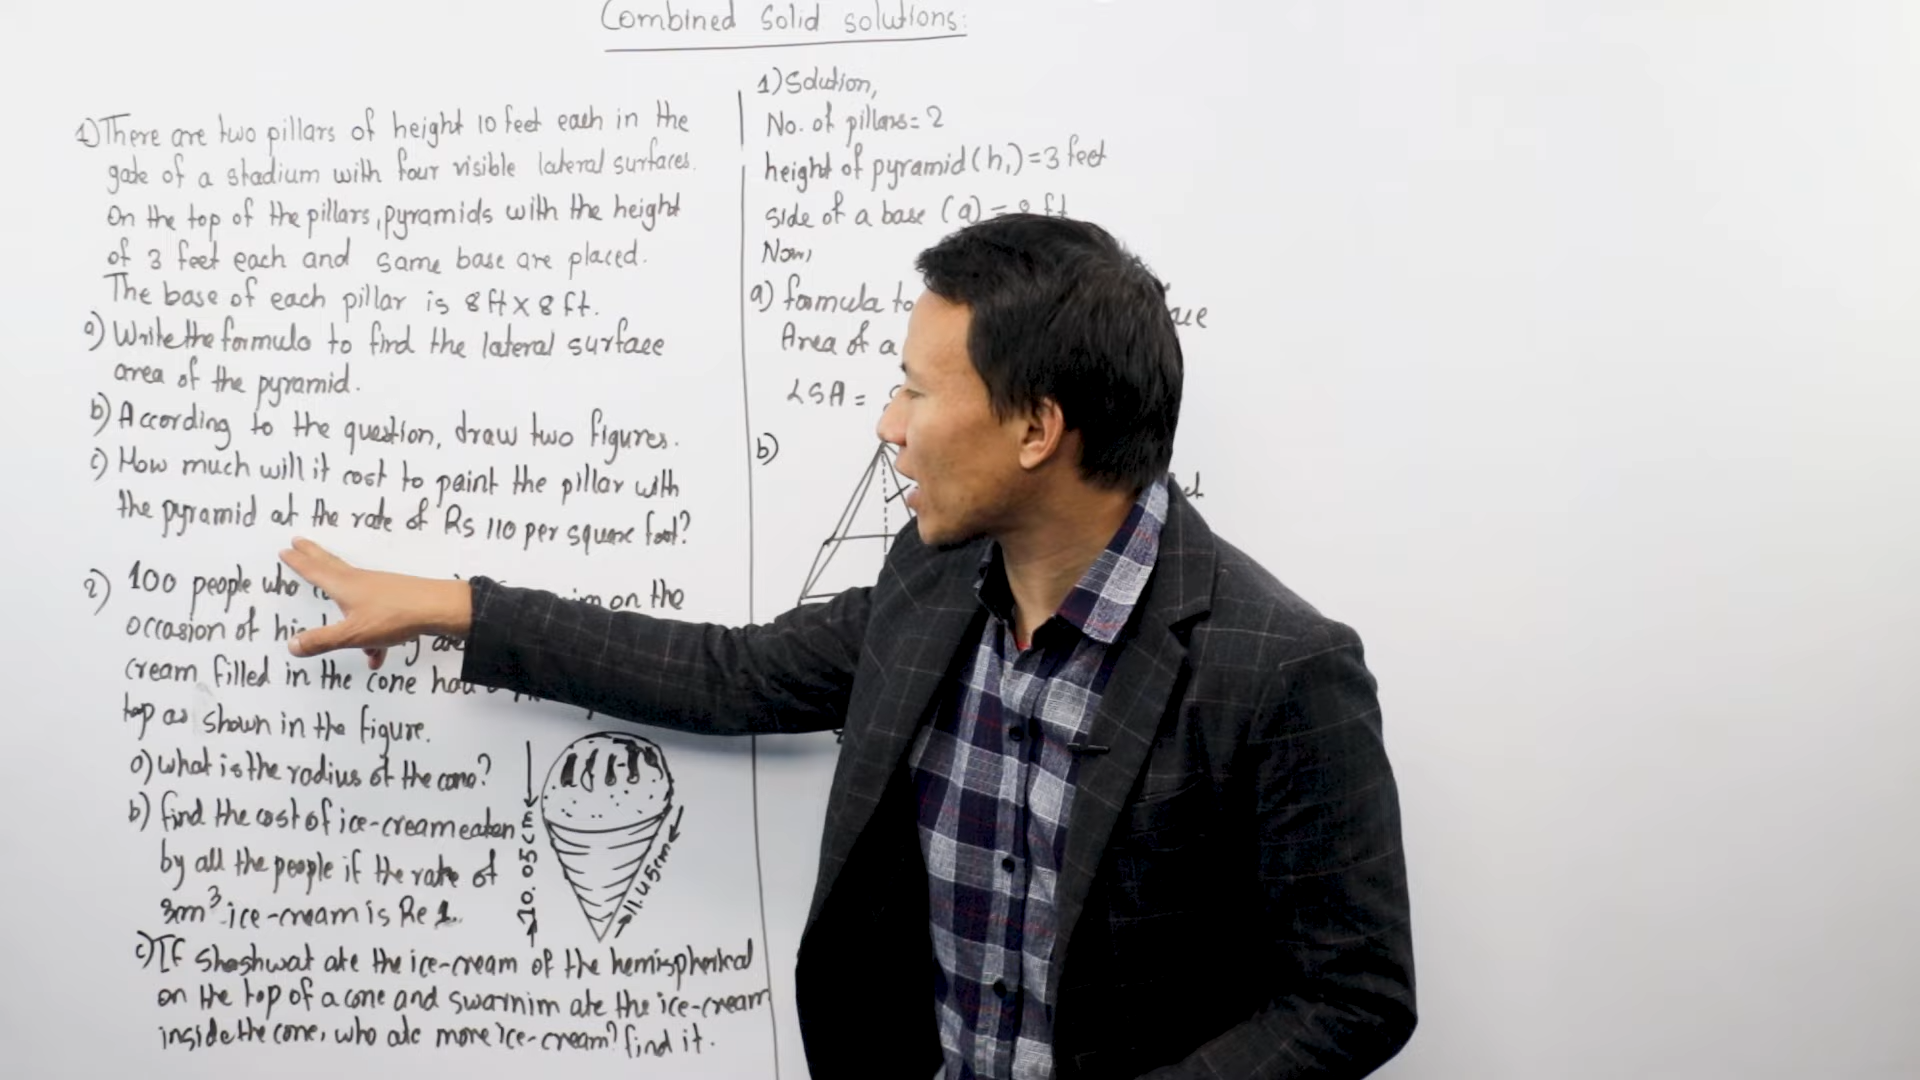 Combined Solid solutions:
1) There are two pillars of height 10 feet each in the
gate of a stadium with four visible lateral surfaces.
On the top of the pillars, pyramids with the height
of 3 feet each and same base are placed.
The base of each pillar is 8 ft x 8 ft.
a) Write the formula to find the lateral surface
area of the pyramid.
b) According to the question, draw two figures.
c) How much will it cost to paint the pillar with
the pyramid at the rate of Rs 110 per square foot?
2) 100 people who on the
occasion of his
cream filled in the cone had
top as shown in the figure.
a) what is the radius of the cone?
b) find the cost of ice-cream eaten
by all the people if the rate of
3cm³ ice-cream is Re 1.
c) If Shashwat ate the ice-cream of the hemispherical
on the top of a cone and swarnim ate the ice-cream
inside the cone, who ate more ice-cream? find it.
10.05cm
11.45cm
1) Solution,
No. of pillars = 2
height of pyramid (h₁) = 3 feet
side of a base (a) = 8 ft
Now,
a) formula to
Area of a
LSA =
b)